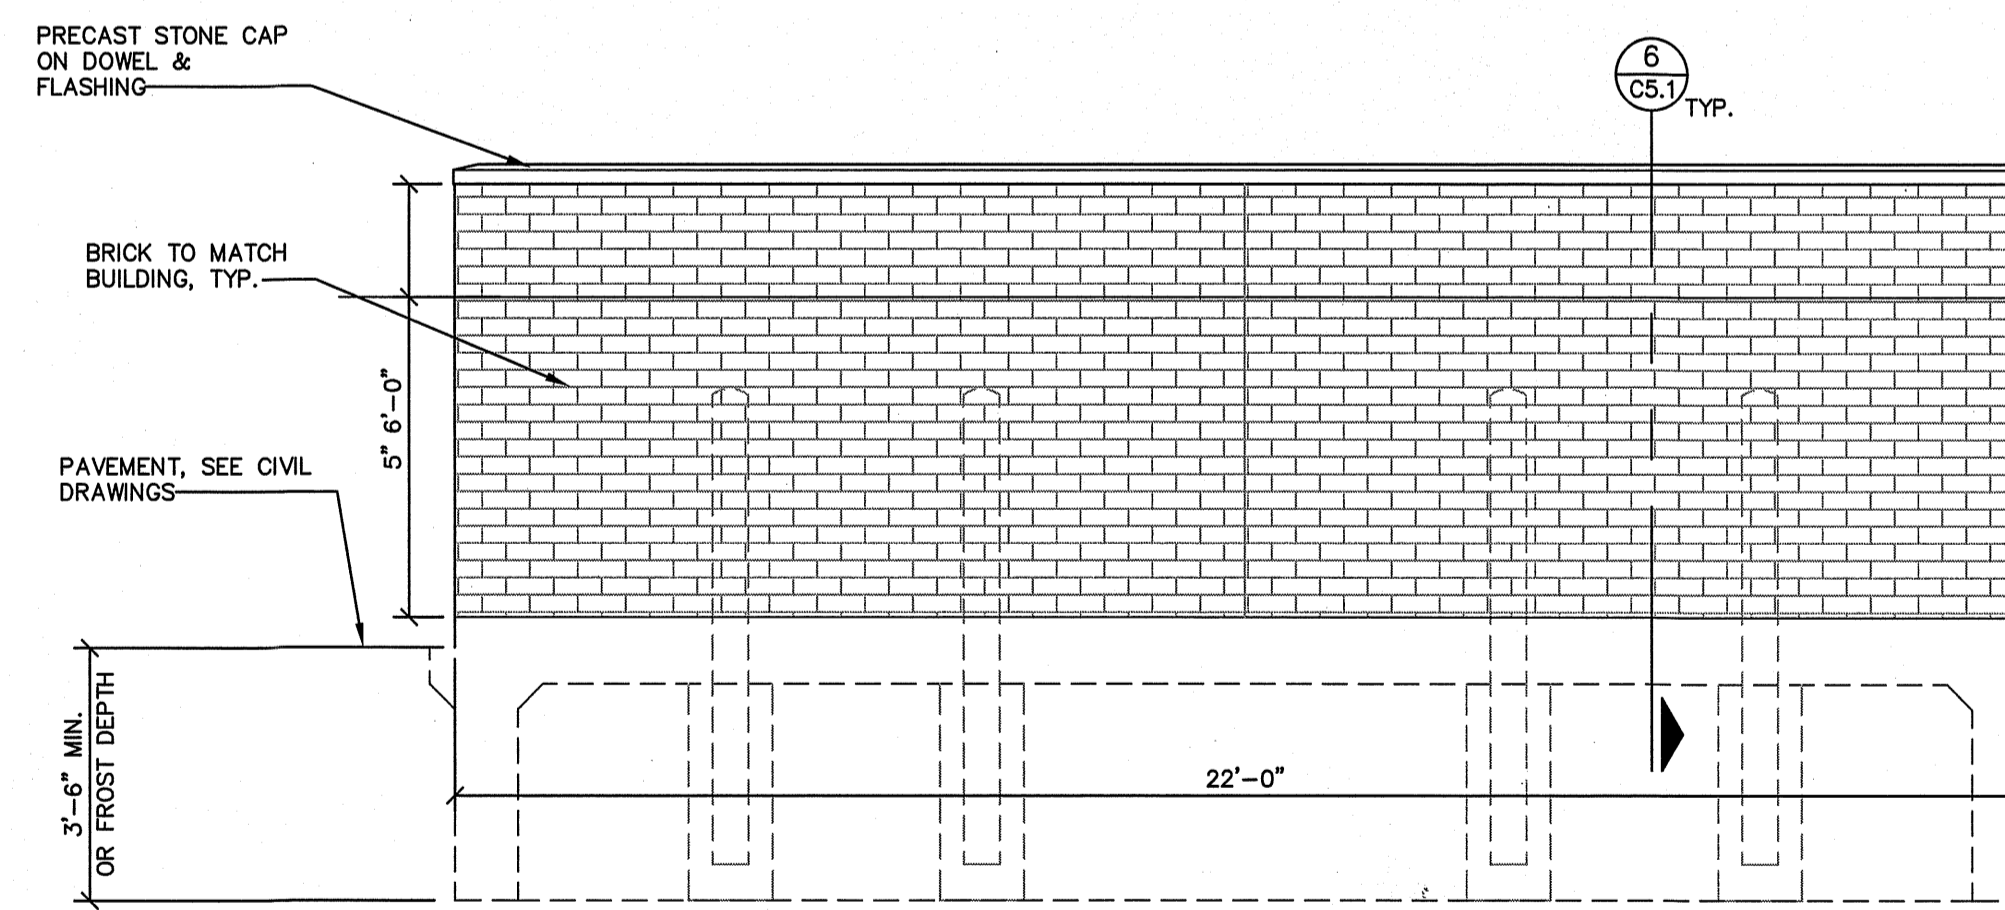 PRECAST STONE CAP
ON DOWEL &
FLASHING
6
C5.1
TYP.
BRICK TO MATCH
BUILDING, TYP.
5" 6'-0"
PAVEMENT, SEE CIVIL
DRAWINGS
3'-6" MIN.
OR FROST DEPTH
22'-0"